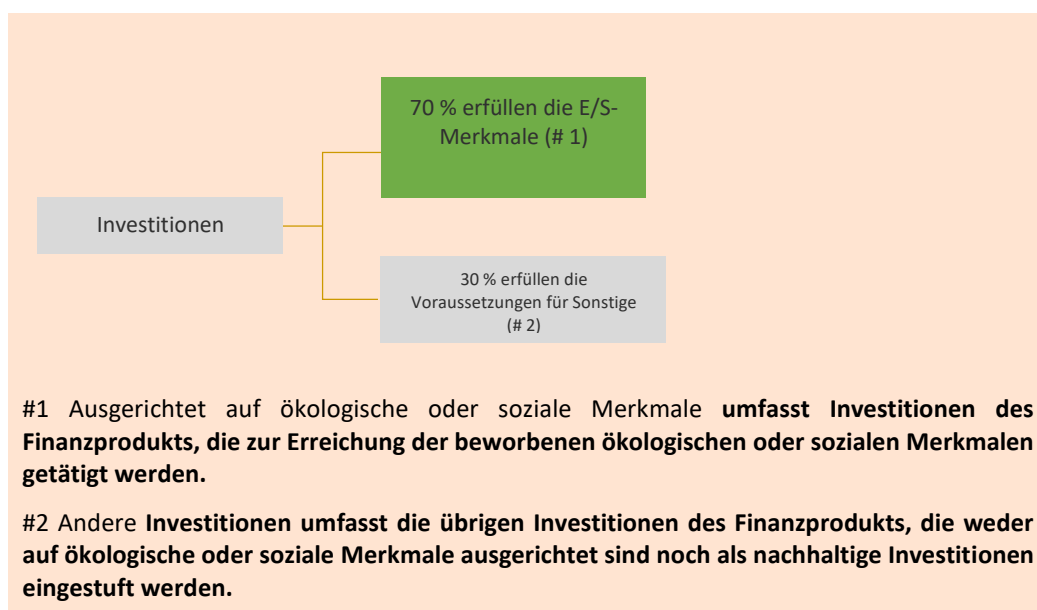 70 % erfüllen die E/S-
Merkmale (# 1)
Investitionen
30 % erfüllen die
Voraussetzungen für Sonstige
(# 2)
#1 Ausgerichtet auf ökologische oder soziale Merkmale umfasst Investitionen des
Finanzprodukts, die zur Erreichung der beworbenen ökologischen oder sozialen Merkmalen
getätigt werden.
#2 Andere Investitionen umfasst die übrigen Investitionen des Finanzprodukts, die weder
auf ökologische oder soziale Merkmale ausgerichtet sind noch als nachhaltige Investitionen
eingestuft werden.